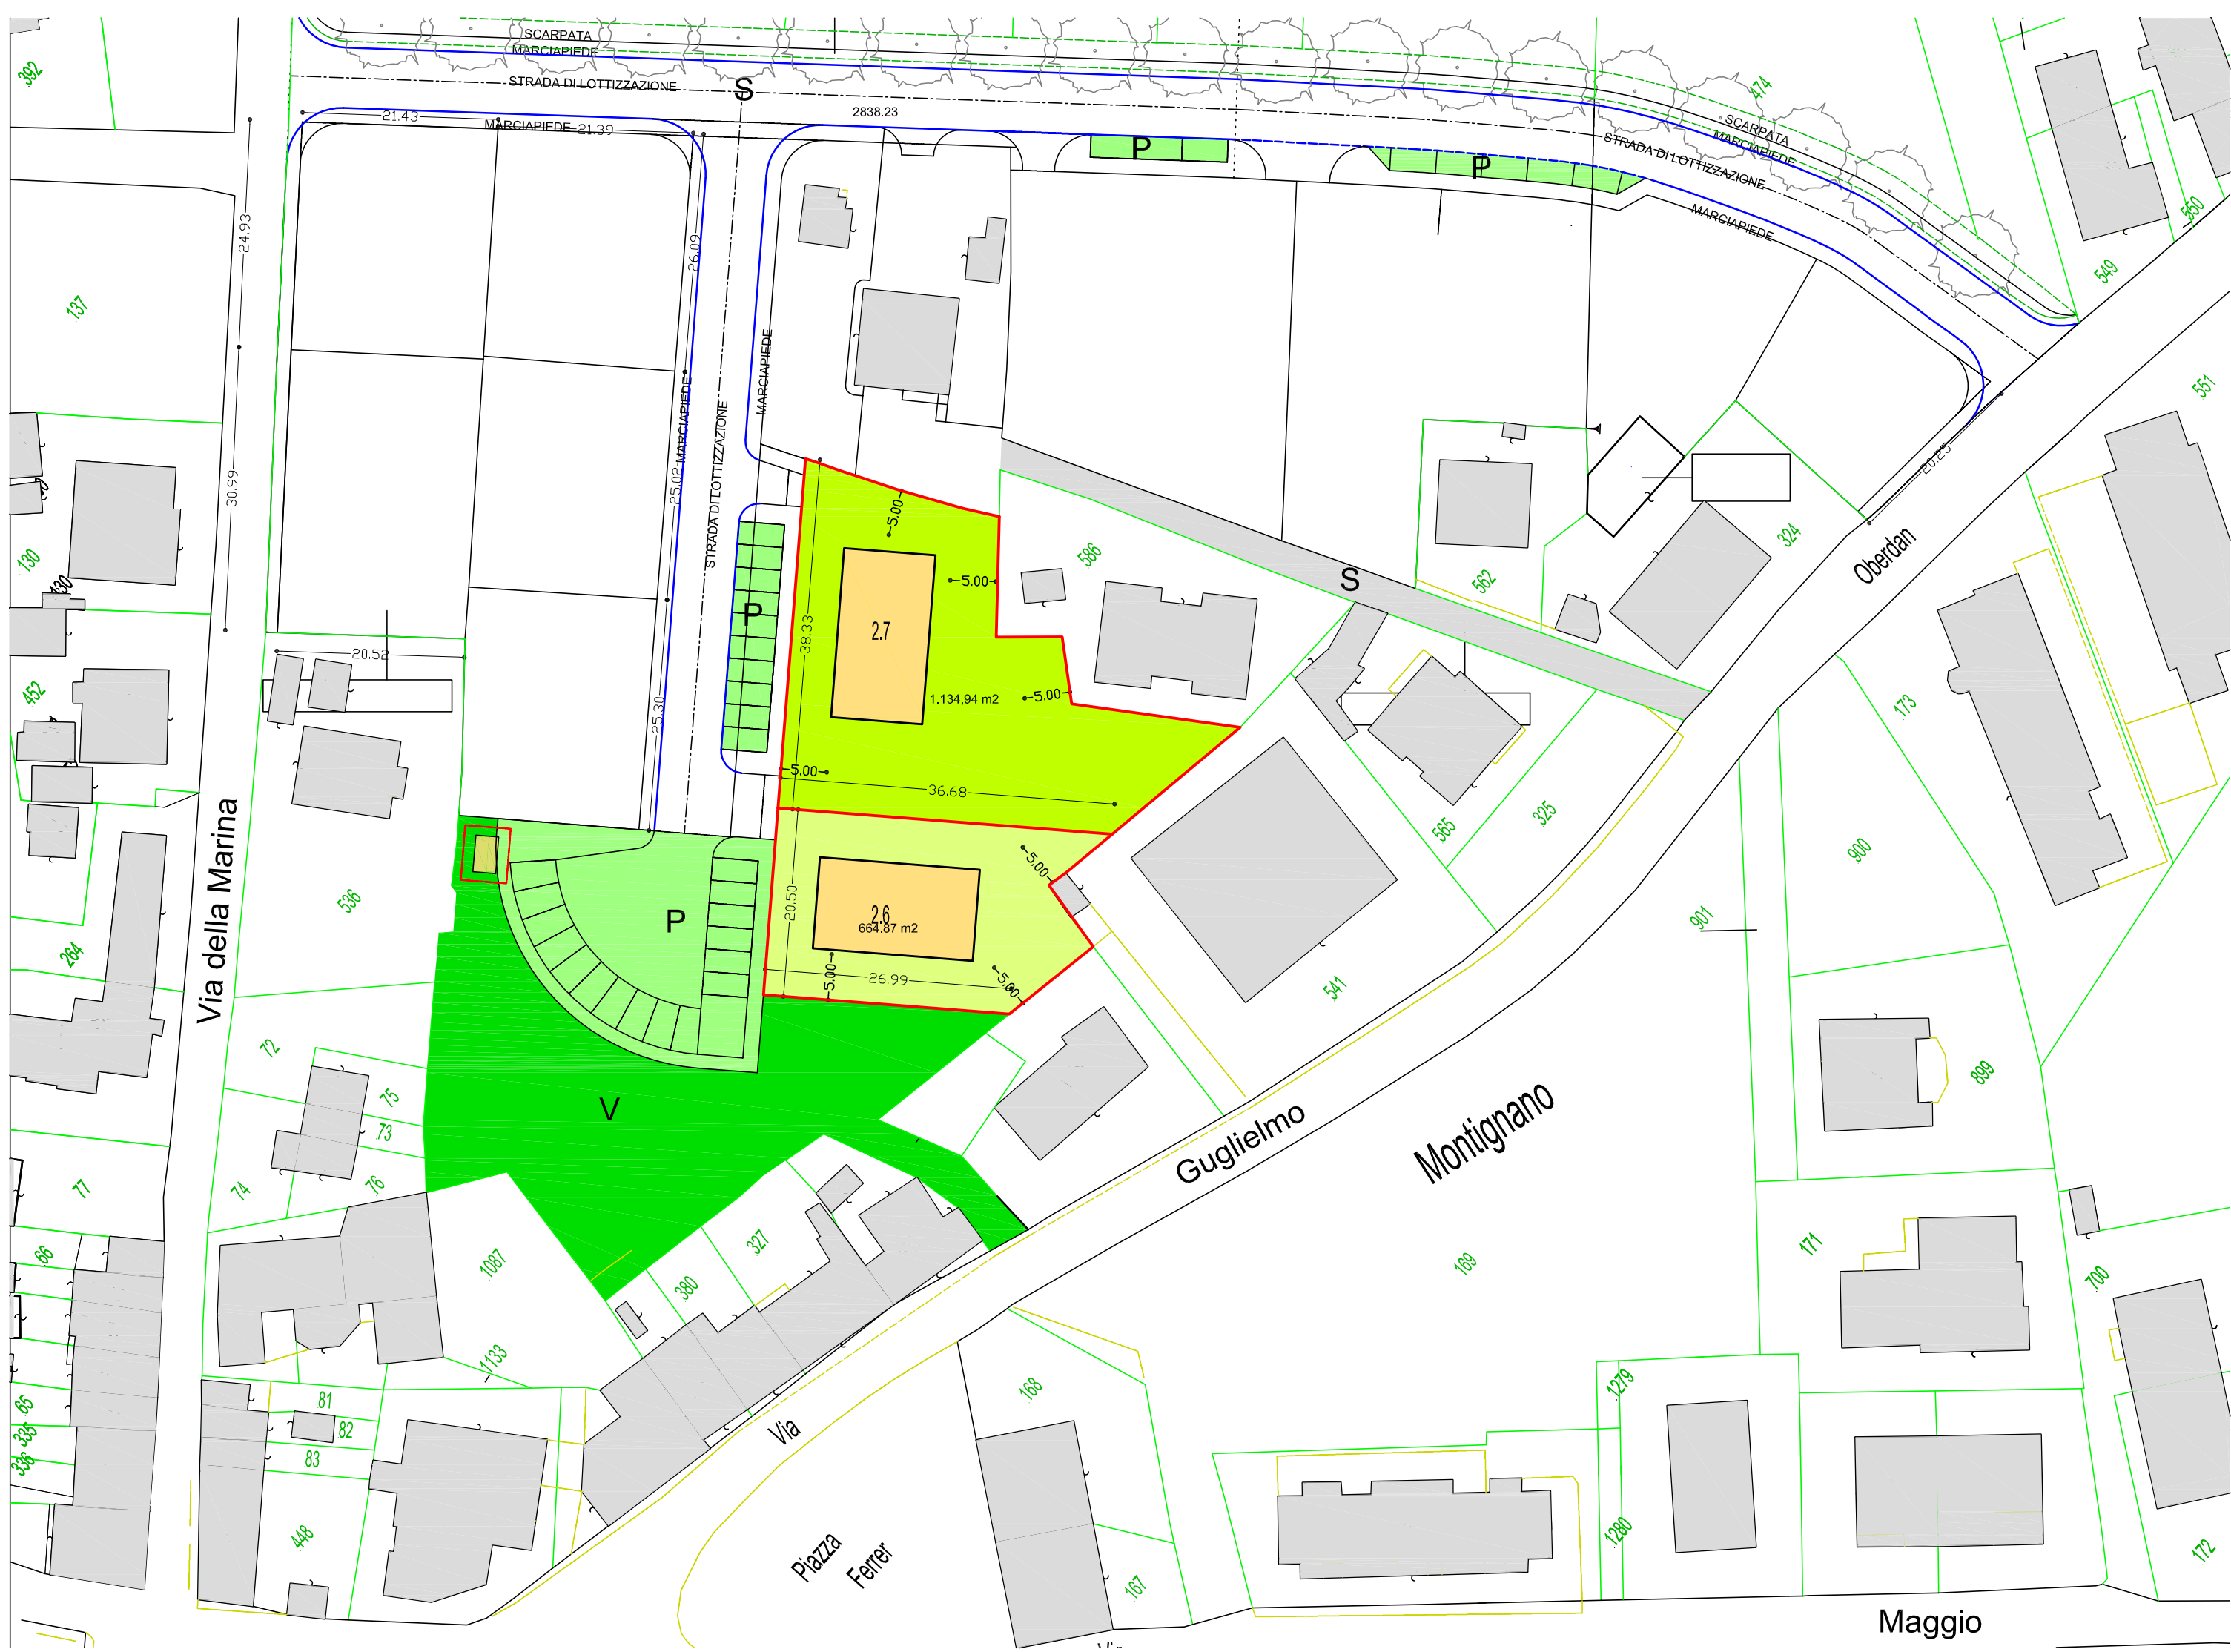 SCARPATA
MARCIAPIEDE
STRADA DI LOTTIZZAZIONE
S
2838.23
392
474
21.43
MARCIAPIEDE
21.39
P
P
SCARPATA
MARCIAPIEDE
STRADA DI LOTTIZZAZIONE
MARCIAPIEDE
550
549
24.93
26.09
137
MARCIAPIEDE
MARCIAPIEDE
STRADA DI LOTTIZZAZIONE
551
20.25
30.99
25.02
5.00
130
130
586
5.00
S
562
324
Oberdan
P
38.33
2.7
20.52
452
25.30
1.134,94 m2
5.00
173
5.00
36.68
Via della Marina
565
325
900
536
5.00
20.50
P
2.6
664.87 m2
901
264
5.00
26.99
5.00
541
72
V
75
73
Guglielmo
Montignano
899
77
74
76
66
1087
327
380
169
171
700
1133
168
1279
81
65
82
335
83
336
Via
448
Piazza
Ferrer
1280
167
172
Maggio